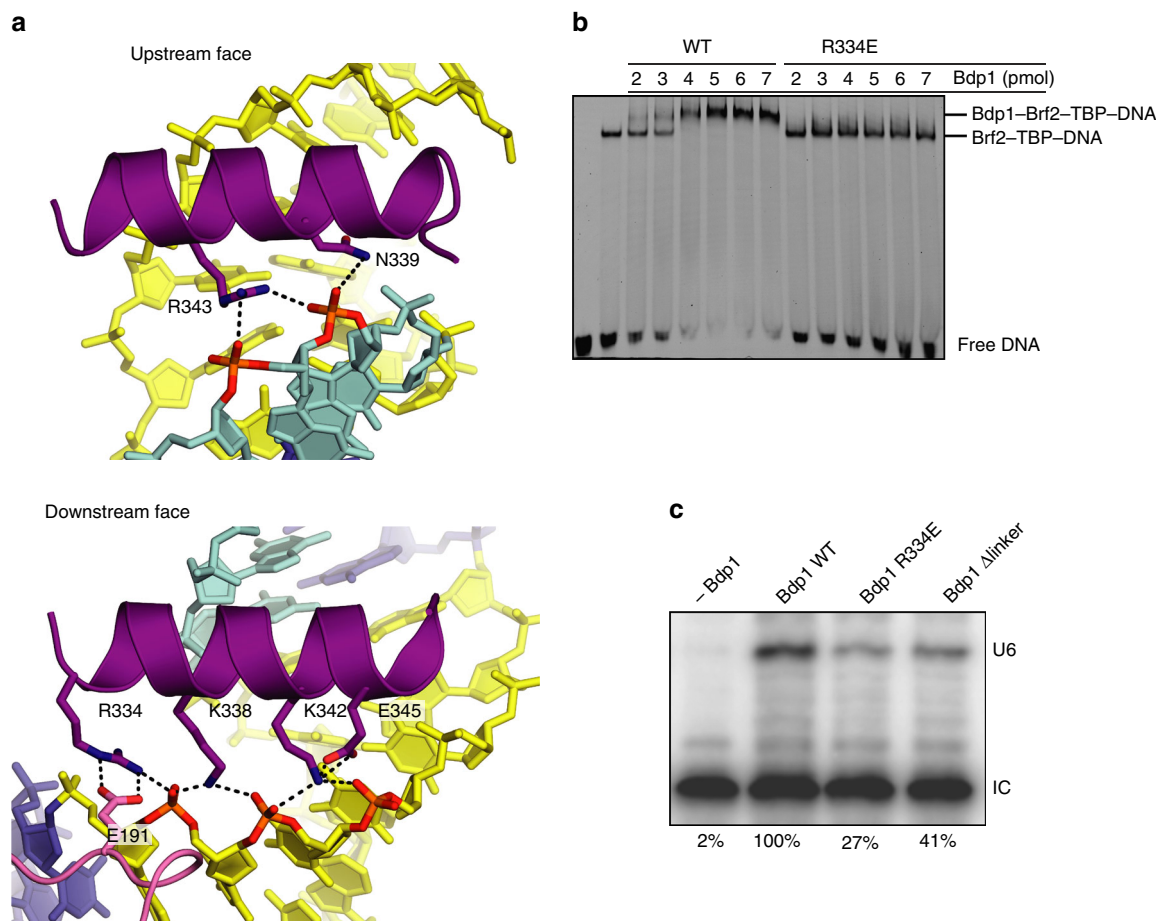 a
Upstream face
N339
R343
Downstream face
R334 K338 K342 E345
E191
b
WT R334E
2 3 4 5 6 7 2 3 4 5 6 7 Bdp1 (pmol)
Bdp1–Brf2–TBP–DNA
Brf2–TBP–DNA
Free DNA
c
– Bdp1 Bdp1 WT Bdp1 R334E Bdp1 Δlinker
U6
IC
2% 100% 27% 41%